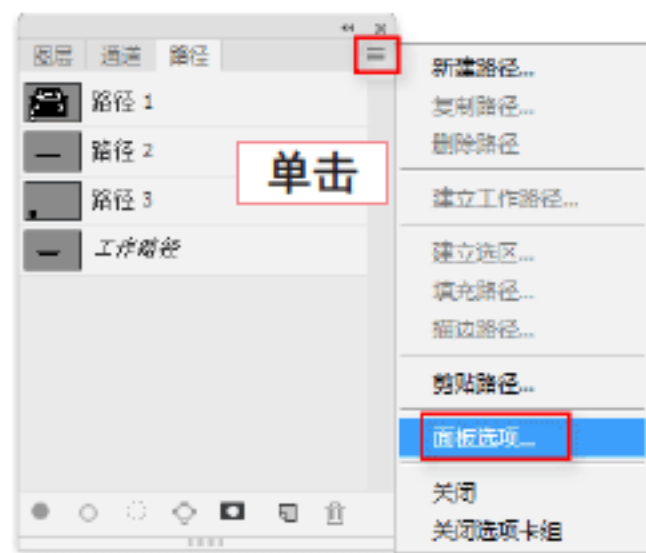 图层 通道 路径
路径 1
路径 2
路径 3
工作路径
单击
新建路径...
复制路径...
删除路径
建立工作路径...
建立选区...
填充路径...
描边路径...
剪贴路径...
面板选项...
关闭
关闭选项卡组